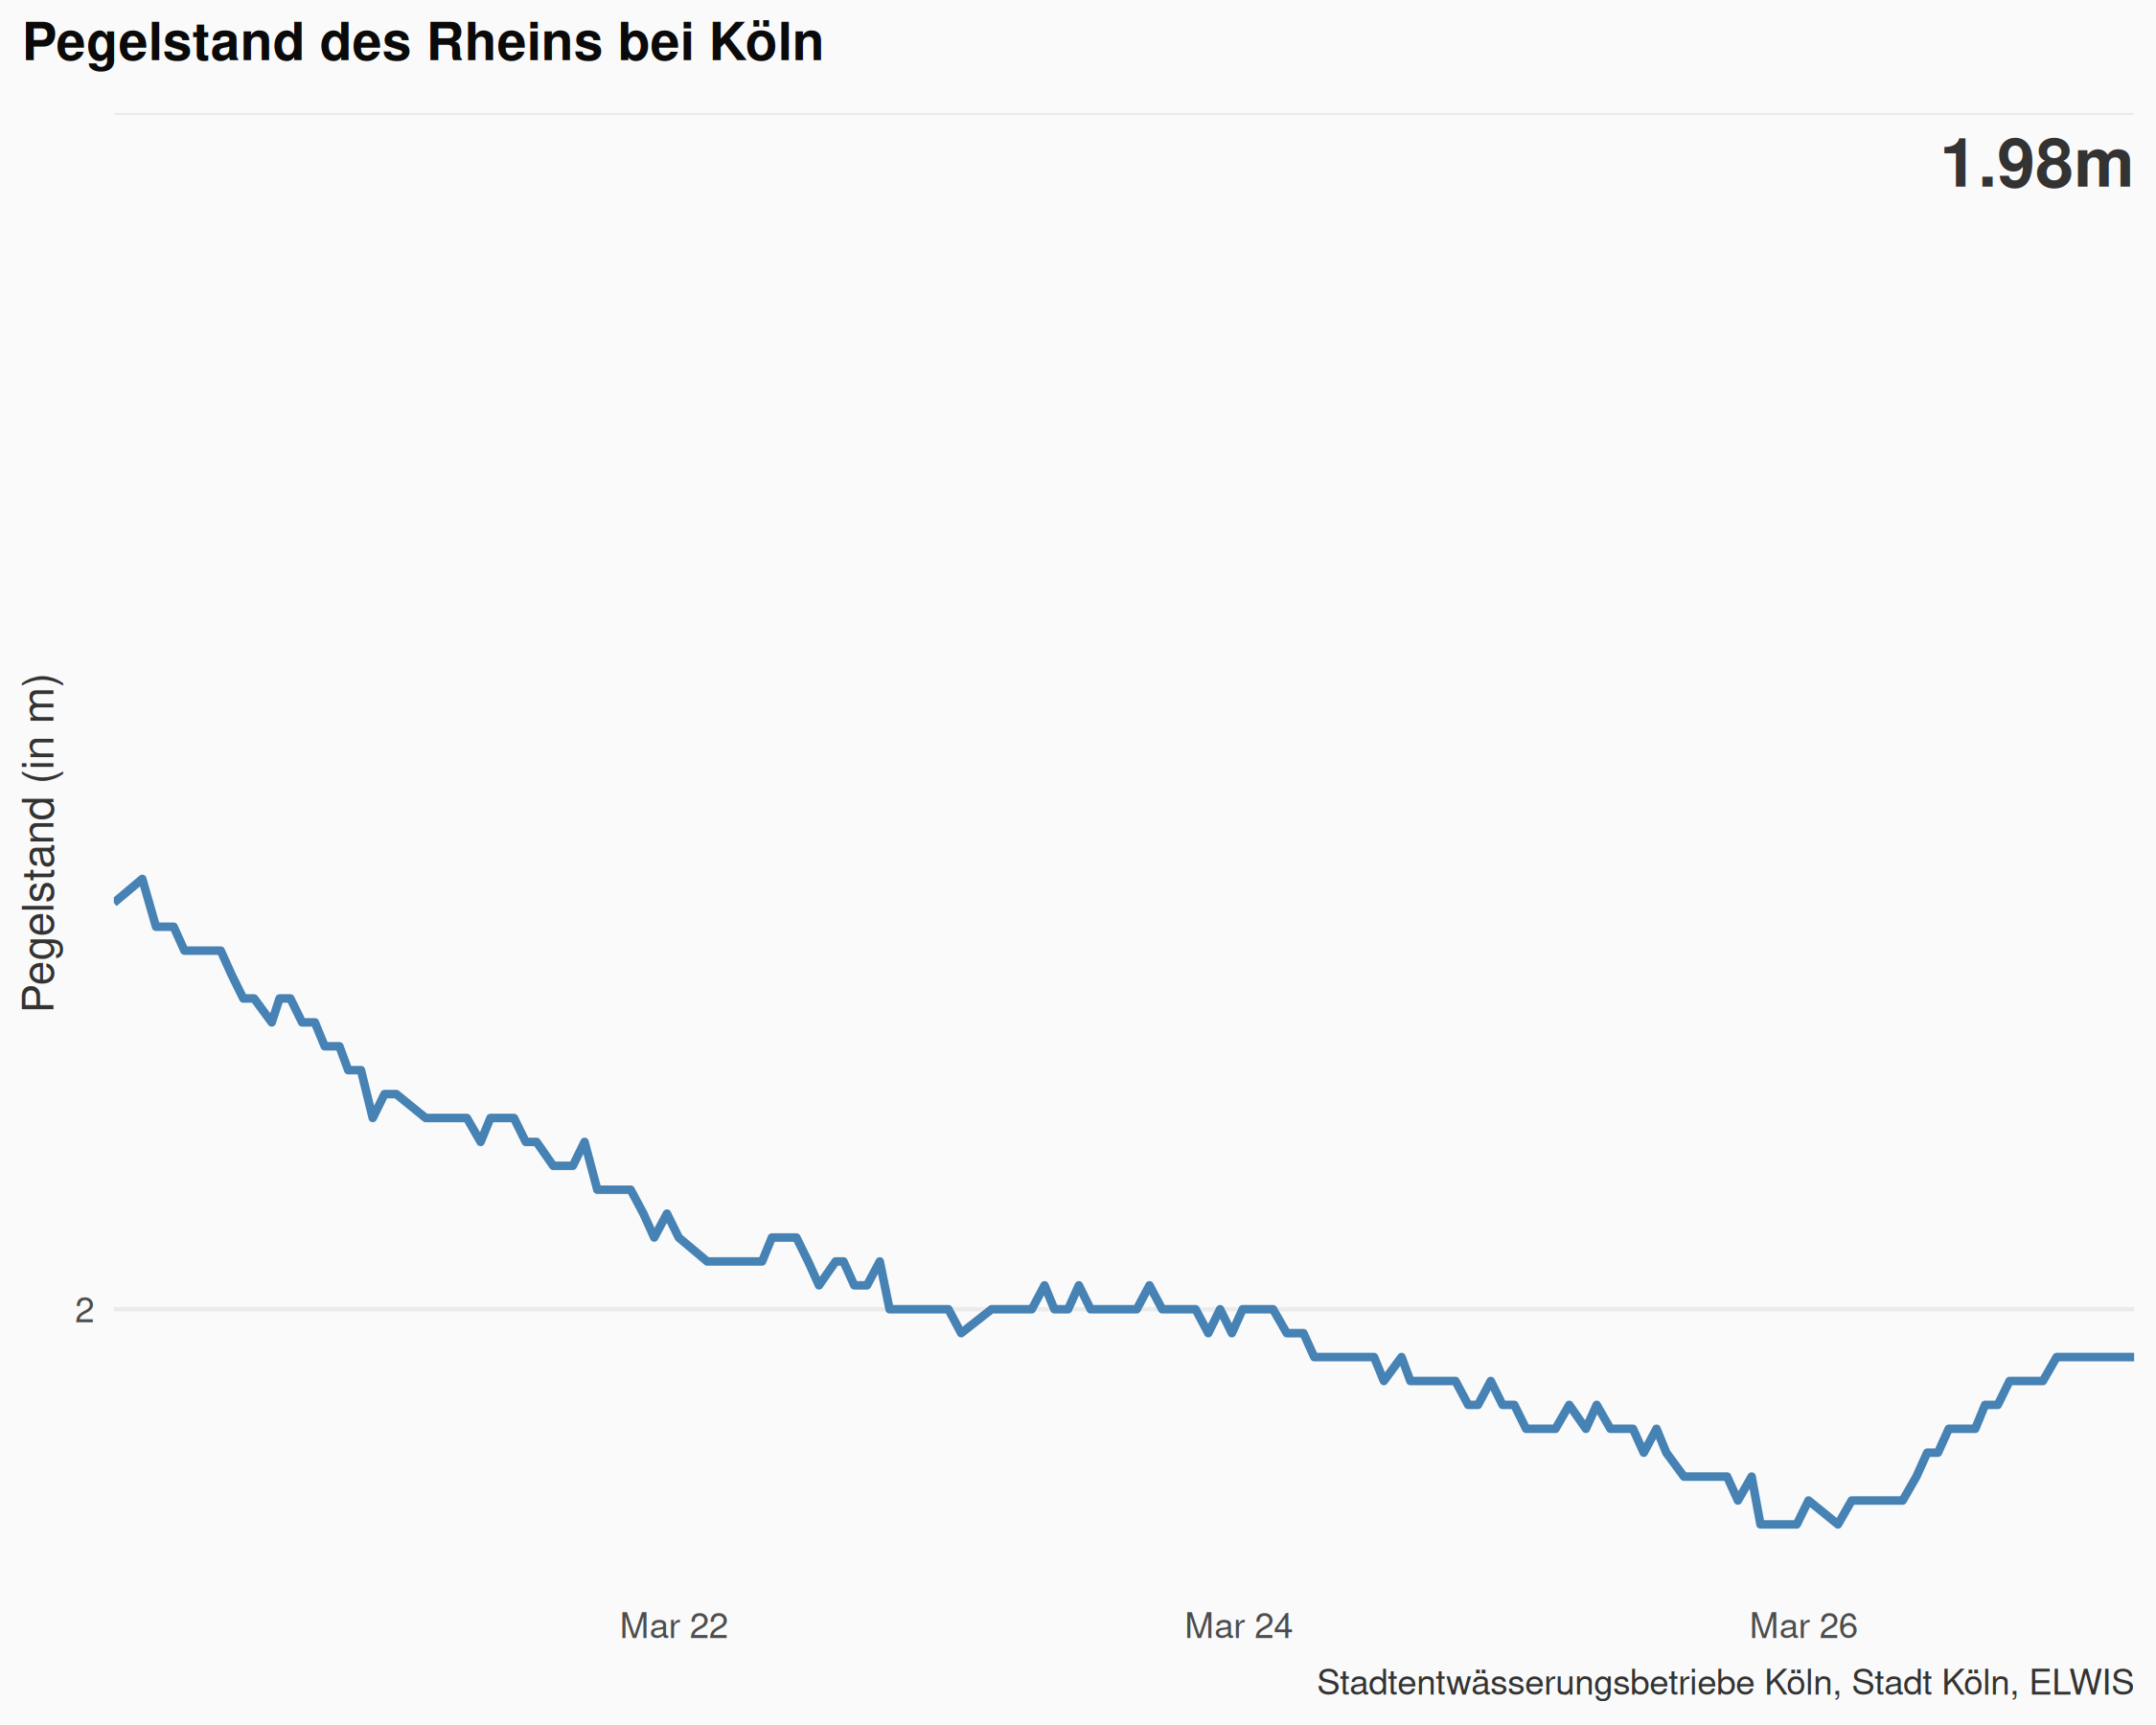 Pegelstand des Rheins bei Köln
1.98m
Pegelstand (in m)
2
Mar 22
Mar 24
Mar 26
Stadtentwässerungsbetriebe Köln, Stadt Köln, ELWIS